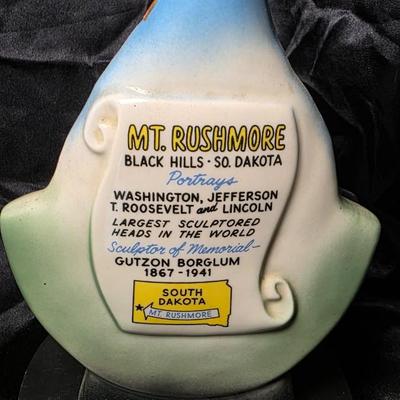 MT. RUSHMORE
BLACK HILLS · SO. DAKOTA
Portrays
WASHINGTON, JEFFERSON
T. ROOSEVELT and LINCOLN
LARGEST SCULPTORED
HEADS IN THE WORLD
Sculptor of Memorial-
GUTZON BORGLUM
1867-1941
SOUTH
DAKOTA
MT. RUSHMORE